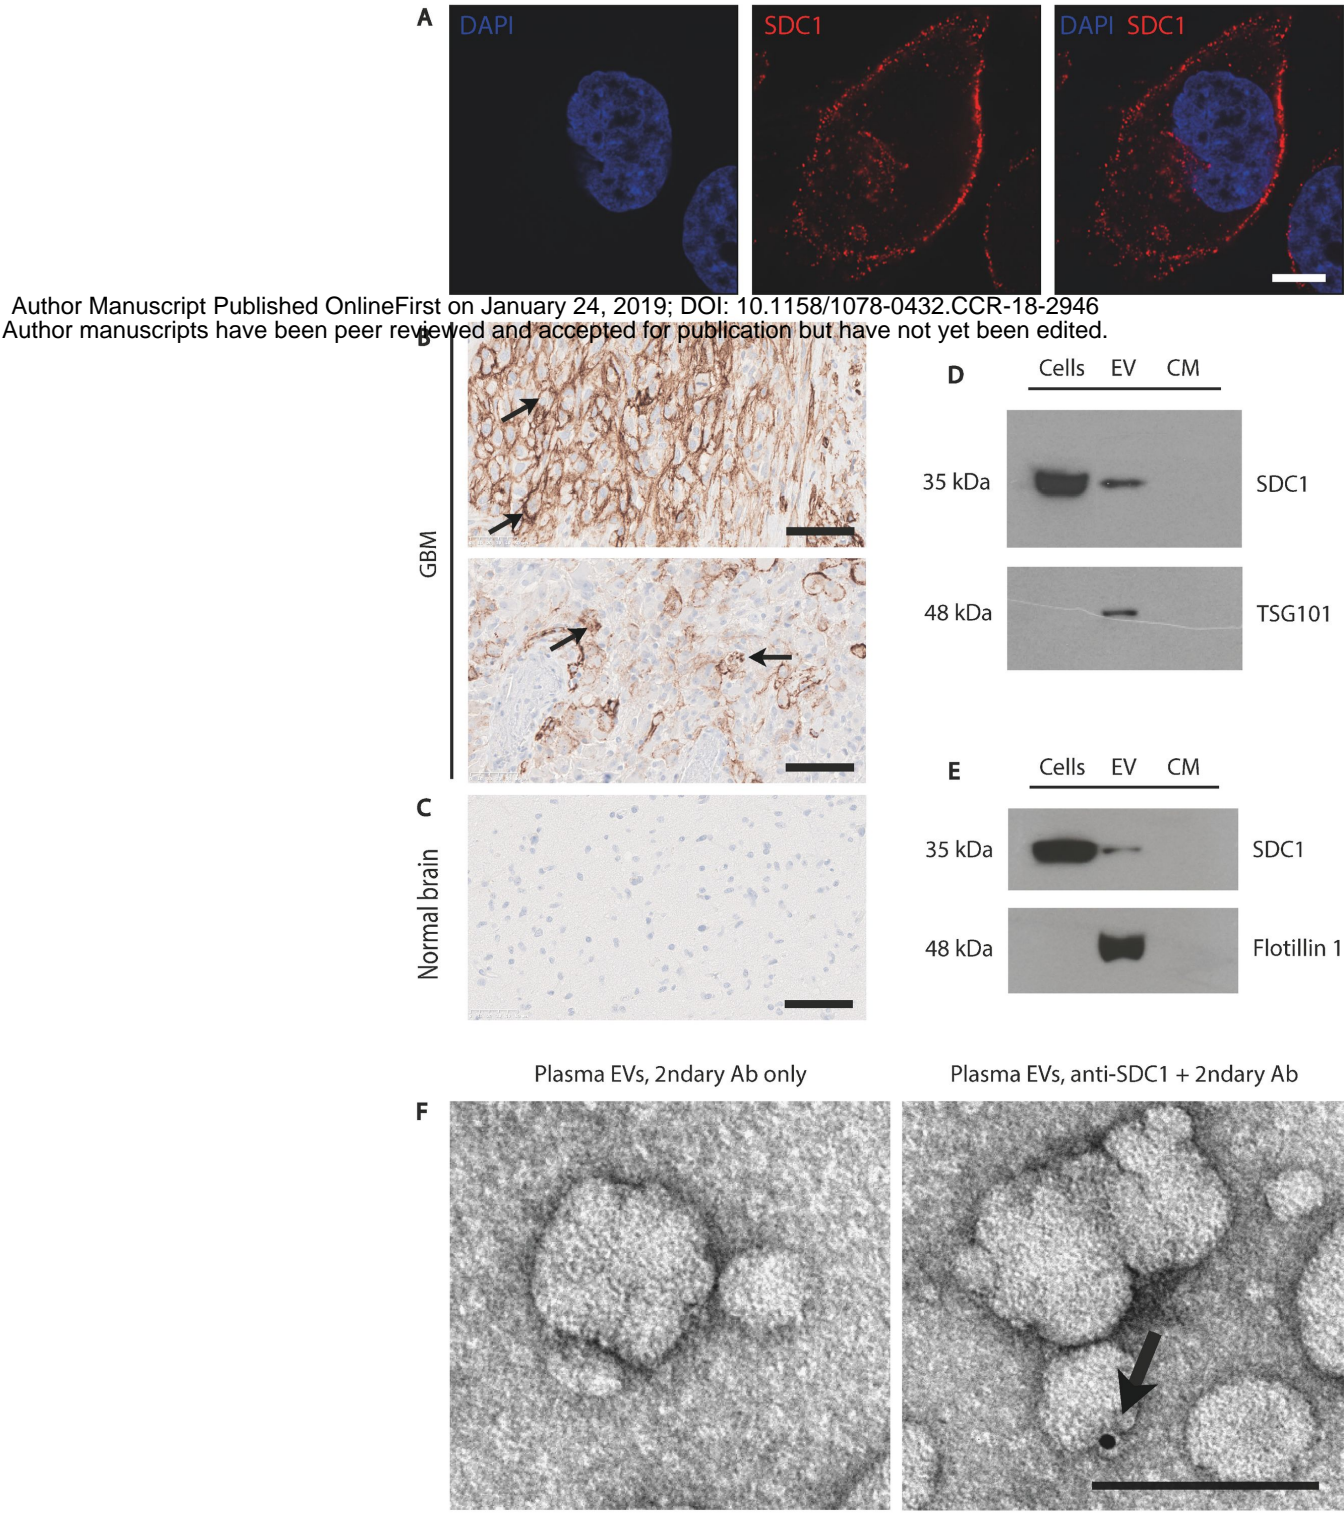 A
DAPI
SDC1
DAPI SDC1
Author Manuscript Published OnlineFirst on January 24, 2019; DOI: 10.1158/1078-0432.CCR-18-2946
Author manuscripts have been peer reviewed and accepted for publication but have not yet been edited.
B
GBM
C
Normal brain
D
Cells EV CM
35 kDa
SDC1
48 kDa
TSG101
E
Cells EV CM
35 kDa
SDC1
48 kDa
Flotillin 1
Plasma EVs, 2ndary Ab only
Plasma EVs, anti-SDC1 + 2ndary Ab
F